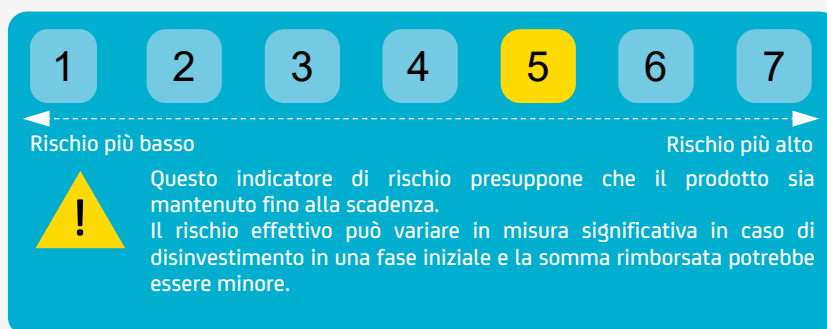 1 2 3 4 5 6 7
Rischio più basso Rischio più alto
Questo indicatore di rischio presuppone che il prodotto sia
mantenuto fino alla scadenza.
Il rischio effettivo può variare in misura significativa in caso di
disinvestimento in una fase iniziale e la somma rimborsata potrebbe
essere minore.
!